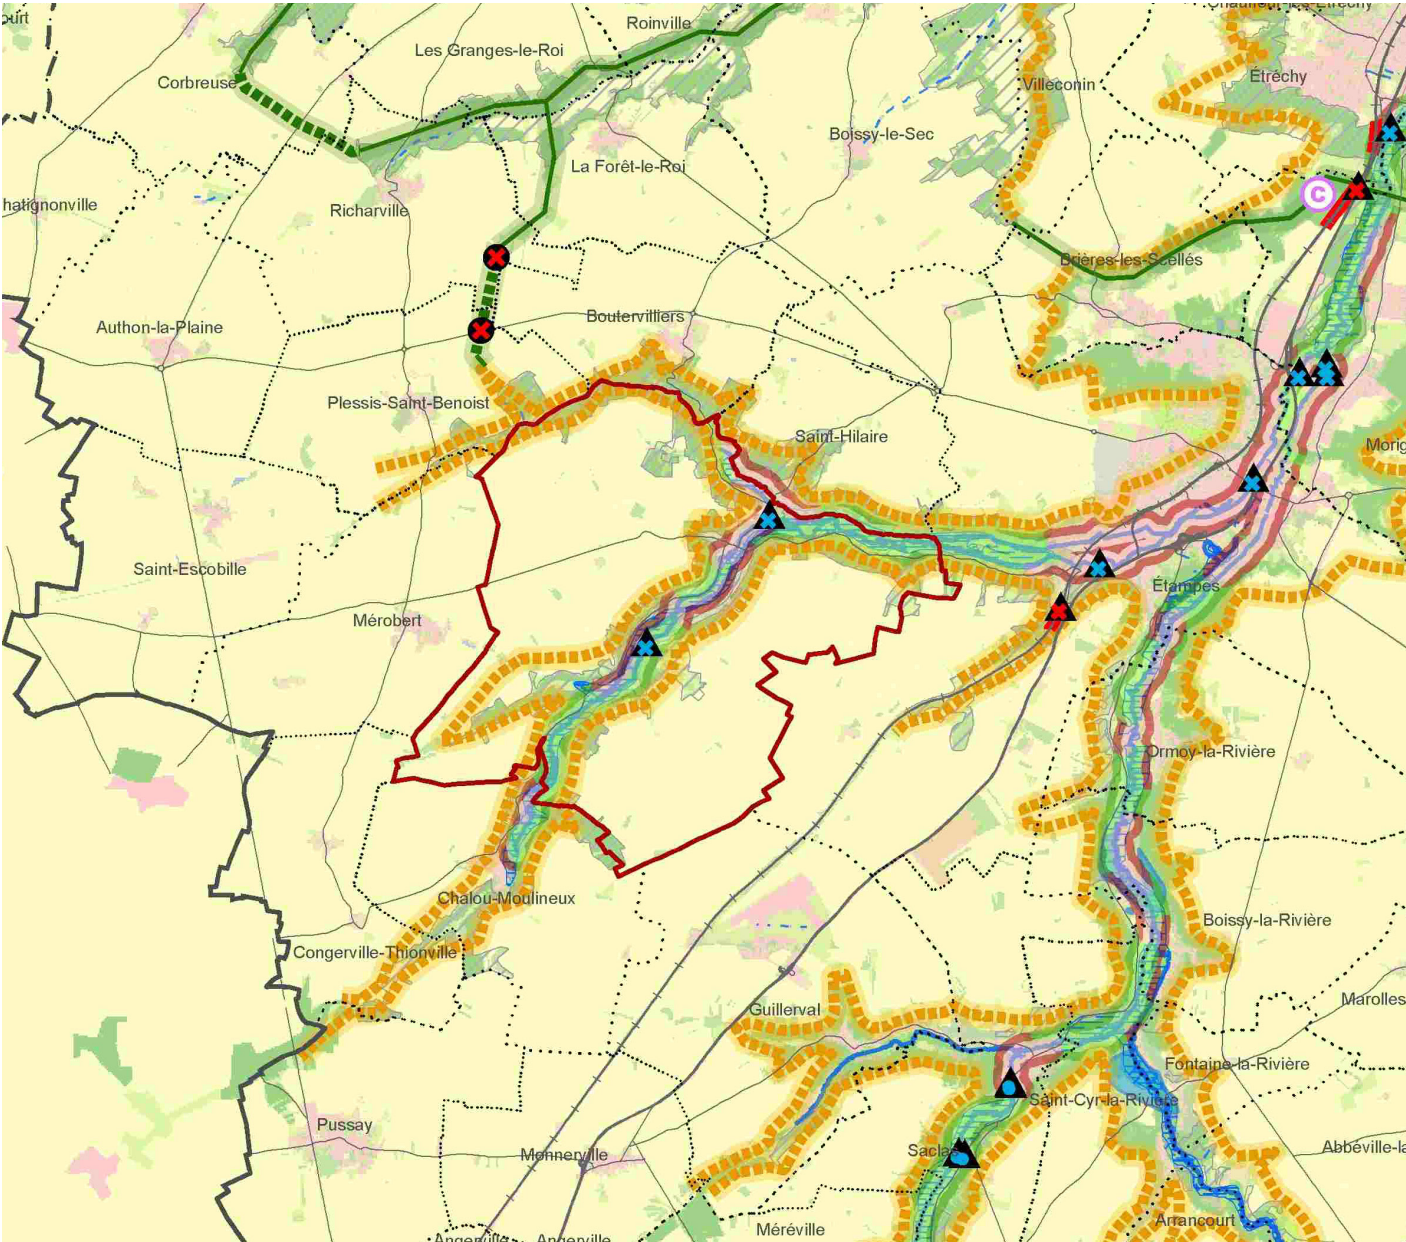 Roinville
Les Granges-le-Roi
Étréchy
Corbreuse
Villeconin
Boissy-le-Sec
La Forêt-le-Roi
C
hatignonville
Richarville
Brières-les-Scellés
Boutervilliers
Authon-la-Plaine
Plessis-Saint-Benoist
Saint-Hilaire
Morig
Saint-Escobille
Étampes
Mérobert
Ormoy-la-Rivière
Chalou-Moulineux
Boissy-la-Rivière
Congerville-Thionville
Marolles
Guillerval
Fontaine-la-Rivière
Saint-Cyr-la-Rivière
Pussay
Monnerville
Saclas
Abbéville-la
Arrancourt
Méréville
Angerville
Angerville